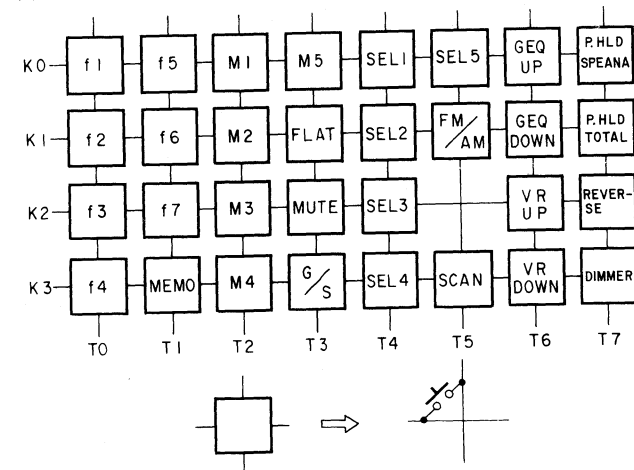 K0 f1 f5 M1 M5 SEL1 SEL5 GEQ UP P.HLD SPEANA
K1 f2 f6 M2 FLAT SEL2 FM/AM GEQ DOWN P.HLD TOTAL
K2 f3 f7 M3 MUTE SEL3 VR UP REVER-SE
K3 f4 MEMO M4 G/S SEL4 SCAN VR DOWN DIMMER
T0 T1 T2 T3 T4 T5 T6 T7